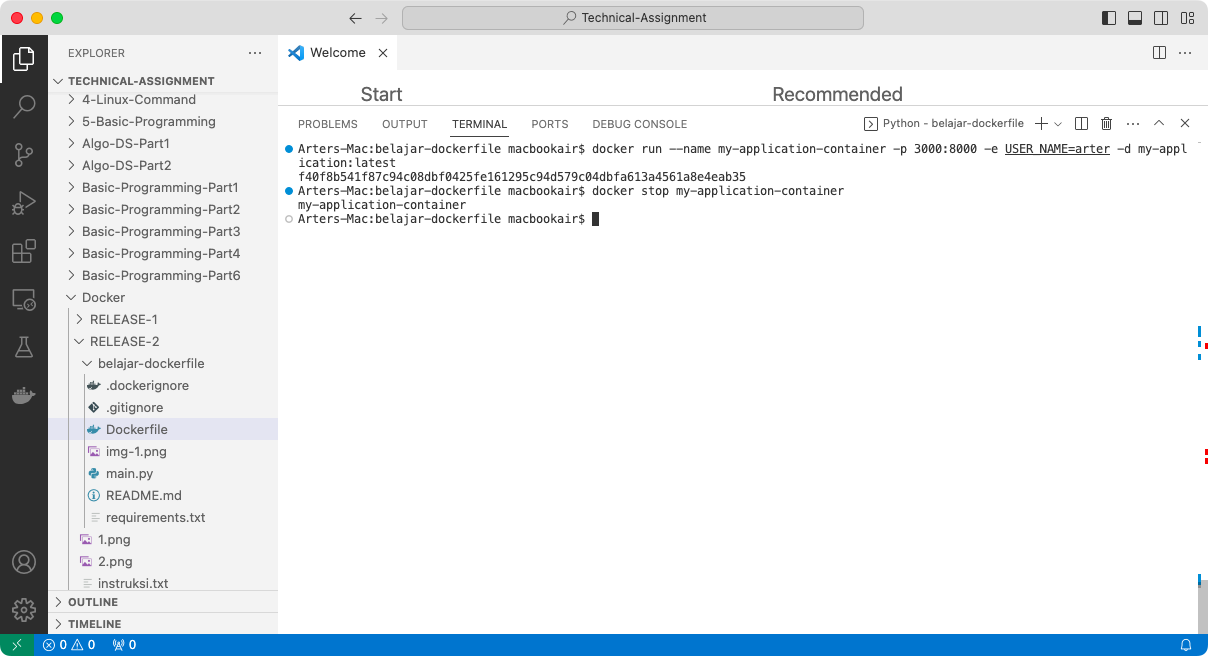 Technical-Assignment
EXPLORER
Welcome
TECHNICAL-ASSIGNMENT
4-Linux-Command
5-Basic-Programming
Algo-DS-Part1
Algo-DS-Part2
Basic-Programming-Part1
Basic-Programming-Part2
Basic-Programming-Part3
Basic-Programming-Part4
Basic-Programming-Part6
Docker
RELEASE-1
RELEASE-2
belajar-dockerfile
.dockerignore
.gitignore
Dockerfile
img-1.png
main.py
README.md
requirements.txt
1.png
2.png
instruksi.txt
OUTLINE
TIMELINE
Start Recommended
PROBLEMS OUTPUT TERMINAL PORTS DEBUG CONSOLE Python - belajar-dockerfile
Arters-Mac:belajar-dockerfile macbookair$ docker run --name my-application-container -p 3000:8000 -e USER_NAME=arter -d my-appl
ication:latest
f40f8b541f87c94c08dbf0425fe161295c94d579c04dbfa613a4561a8e4eab35
Arters-Mac:belajar-dockerfile macbookair$ docker stop my-application-container
my-application-container
Arters-Mac:belajar-dockerfile macbookair$
0 0 0